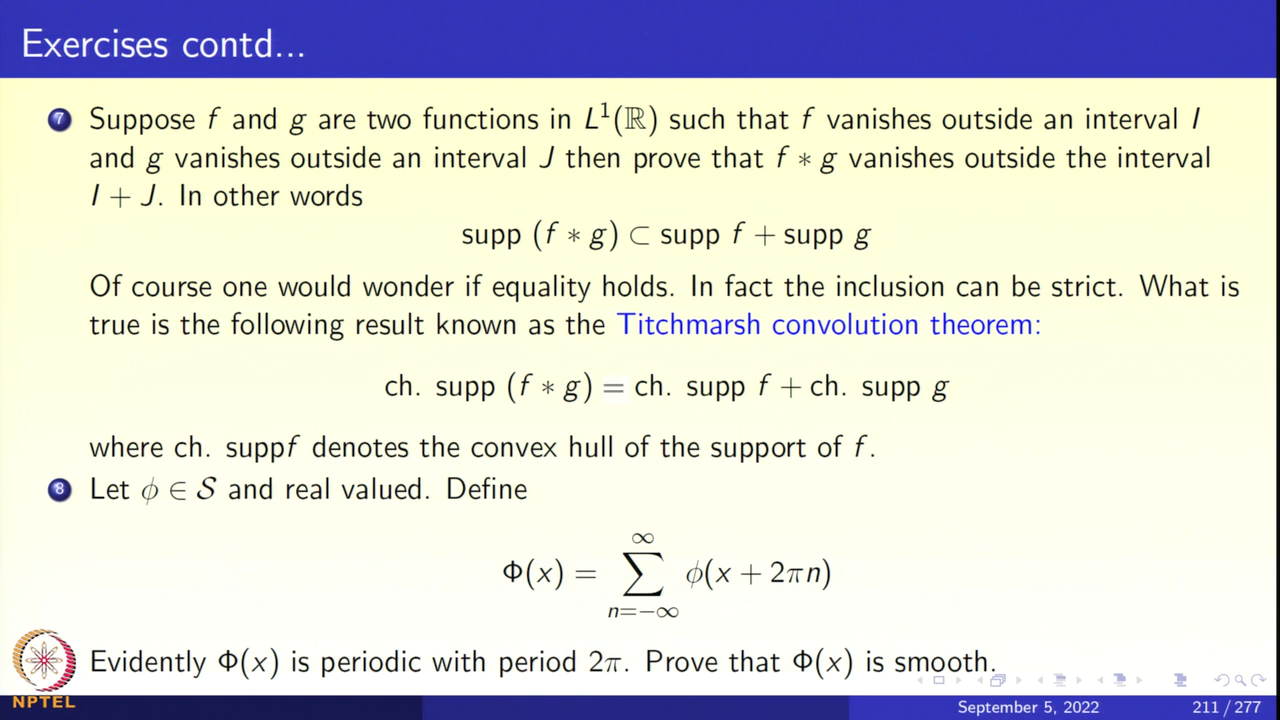 Exercises contd...
7 Suppose f and g are two functions in L¹(ℝ) such that f vanishes outside an interval I
and g vanishes outside an interval J then prove that f ∗ g vanishes outside the interval
I + J. In other words
supp (f ∗ g) ⊂ supp f + supp g
Of course one would wonder if equality holds. In fact the inclusion can be strict. What is
true is the following result known as the Titchmarsh convolution theorem:
ch. supp (f ∗ g) = ch. supp f + ch. supp g
where ch. suppf denotes the convex hull of the support of f.
8 Let ϕ ∈ 𝒮 and real valued. Define
Φ(x) = ∑_{n=−∞}^{∞} ϕ(x + 2πn)
Evidently Φ(x) is periodic with period 2π. Prove that Φ(x) is smooth.
NPTEL
September 5, 2022 211 / 277